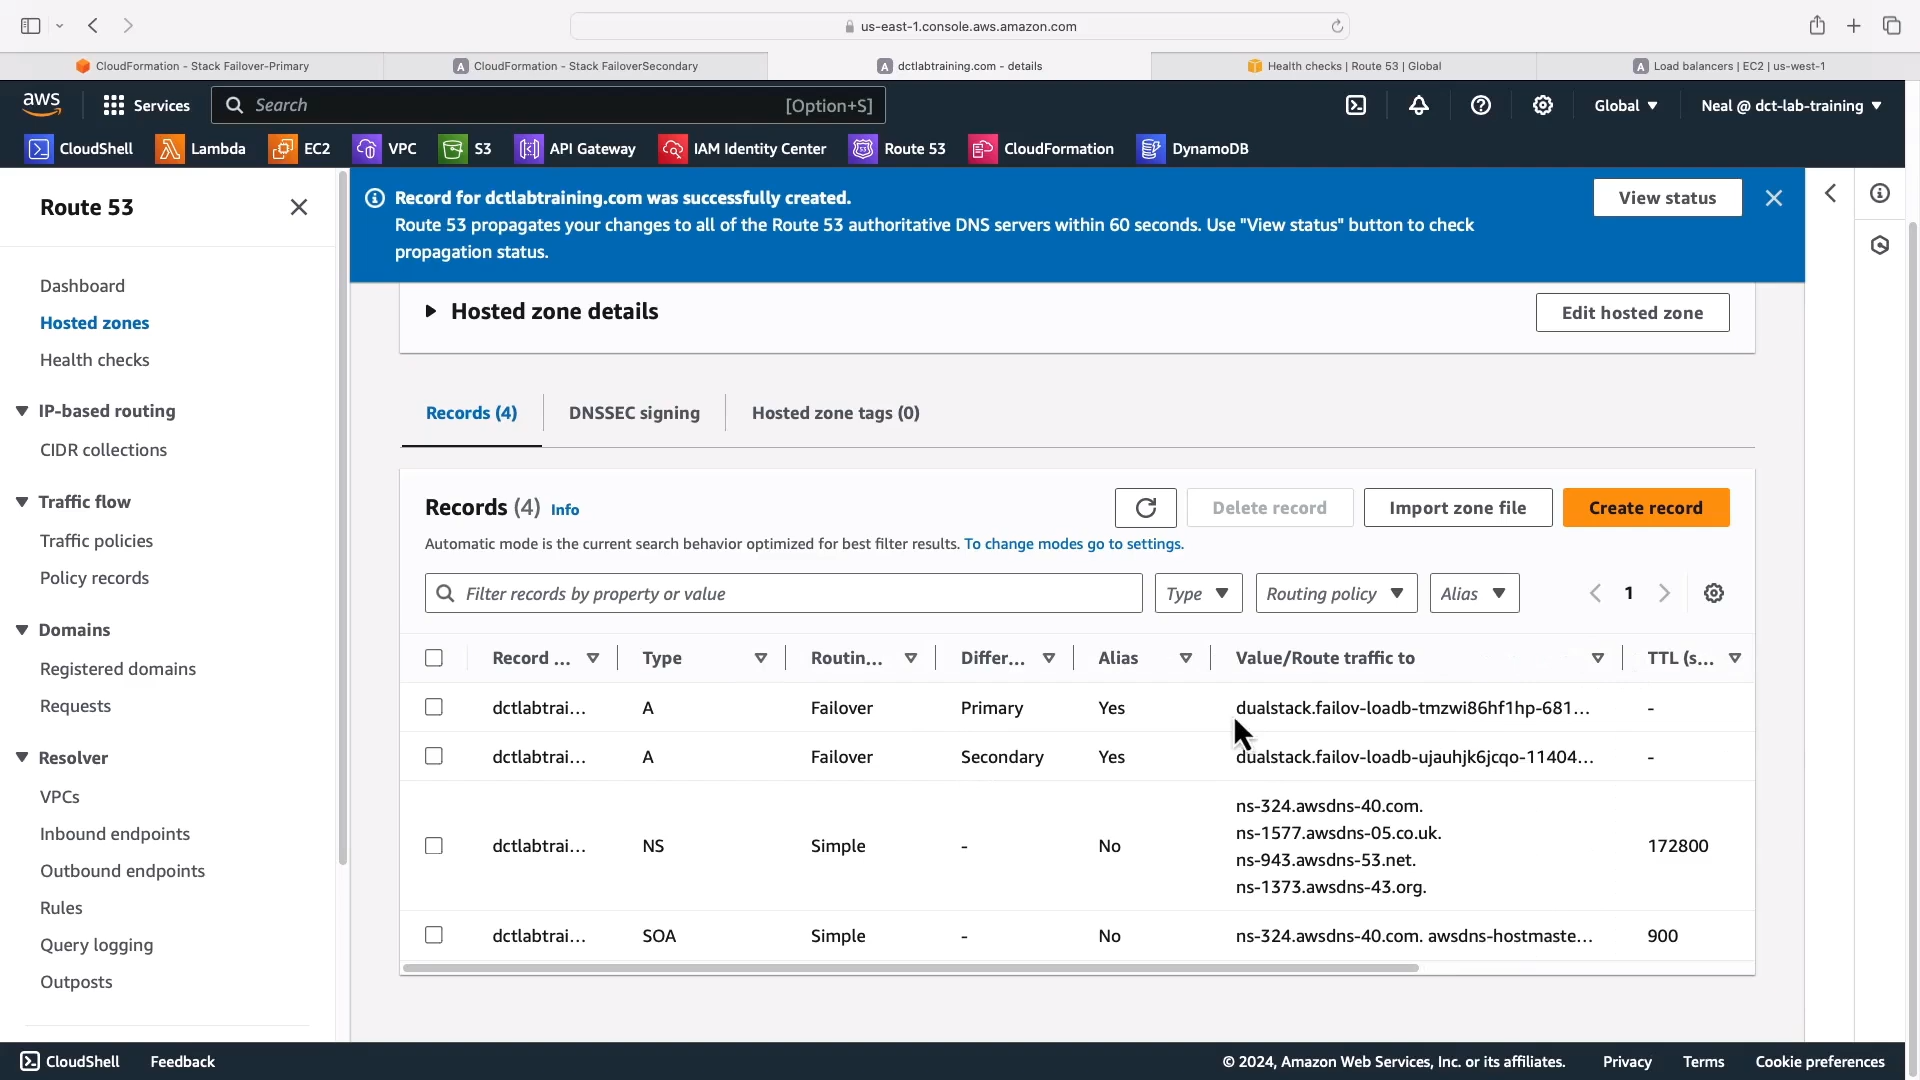 us-east-1.console.aws.amazon.com
CloudFormation - Stack Failover-Primary
CloudFormation - Stack FailoverSecondary
dctlabtraining.com - details
Health checks | Route 53 | Global
Load balancers | EC2 | us-west-1
aws
Services
Search
[Option+S]
Global
Neal @ dct-lab-training
CloudShell
Lambda
EC2
VPC
S3
API Gateway
IAM Identity Center
Route 53
CloudFormation
DynamoDB
Route 53
Dashboard
Hosted zones
Health checks
IP-based routing
CIDR collections
Traffic flow
Traffic policies
Policy records
Domains
Registered domains
Requests
Resolver
VPCs
Inbound endpoints
Outbound endpoints
Rules
Query logging
Outposts
Record for dctlabtraining.com was successfully created.
Route 53 propagates your changes to all of the Route 53 authoritative DNS servers within 60 seconds. Use "View status" button to check
propagation status.
View status
Hosted zone details
Edit hosted zone
Records (4)
DNSSEC signing
Hosted zone tags (0)
Records (4) Info
Delete record
Import zone file
Create record
Automatic mode is the current search behavior optimized for best filter results. To change modes go to settings.
Filter records by property or value
Type
Routing policy
Alias
1
Record ... Type Routin... Differ... Alias Value/Route traffic to TTL (s...
dctlabtrai... A Failover Primary Yes dualstack.failov-loadb-tmzwi86hf1hp-681... -
dctlabtrai... A Failover Secondary Yes dualstack.failov-loadb-ujauhjk6jcqo-11404... -
ns-324.awsdns-40.com.
ns-1577.awsdns-05.co.uk.
dctlabtrai... NS Simple - No 172800
ns-943.awsdns-53.net.
ns-1373.awsdns-43.org.
dctlabtrai... SOA Simple - No ns-324.awsdns-40.com. awsdns-hostmaste... 900
CloudShell
Feedback
© 2024, Amazon Web Services, Inc. or its affiliates.
Privacy
Terms
Cookie preferences